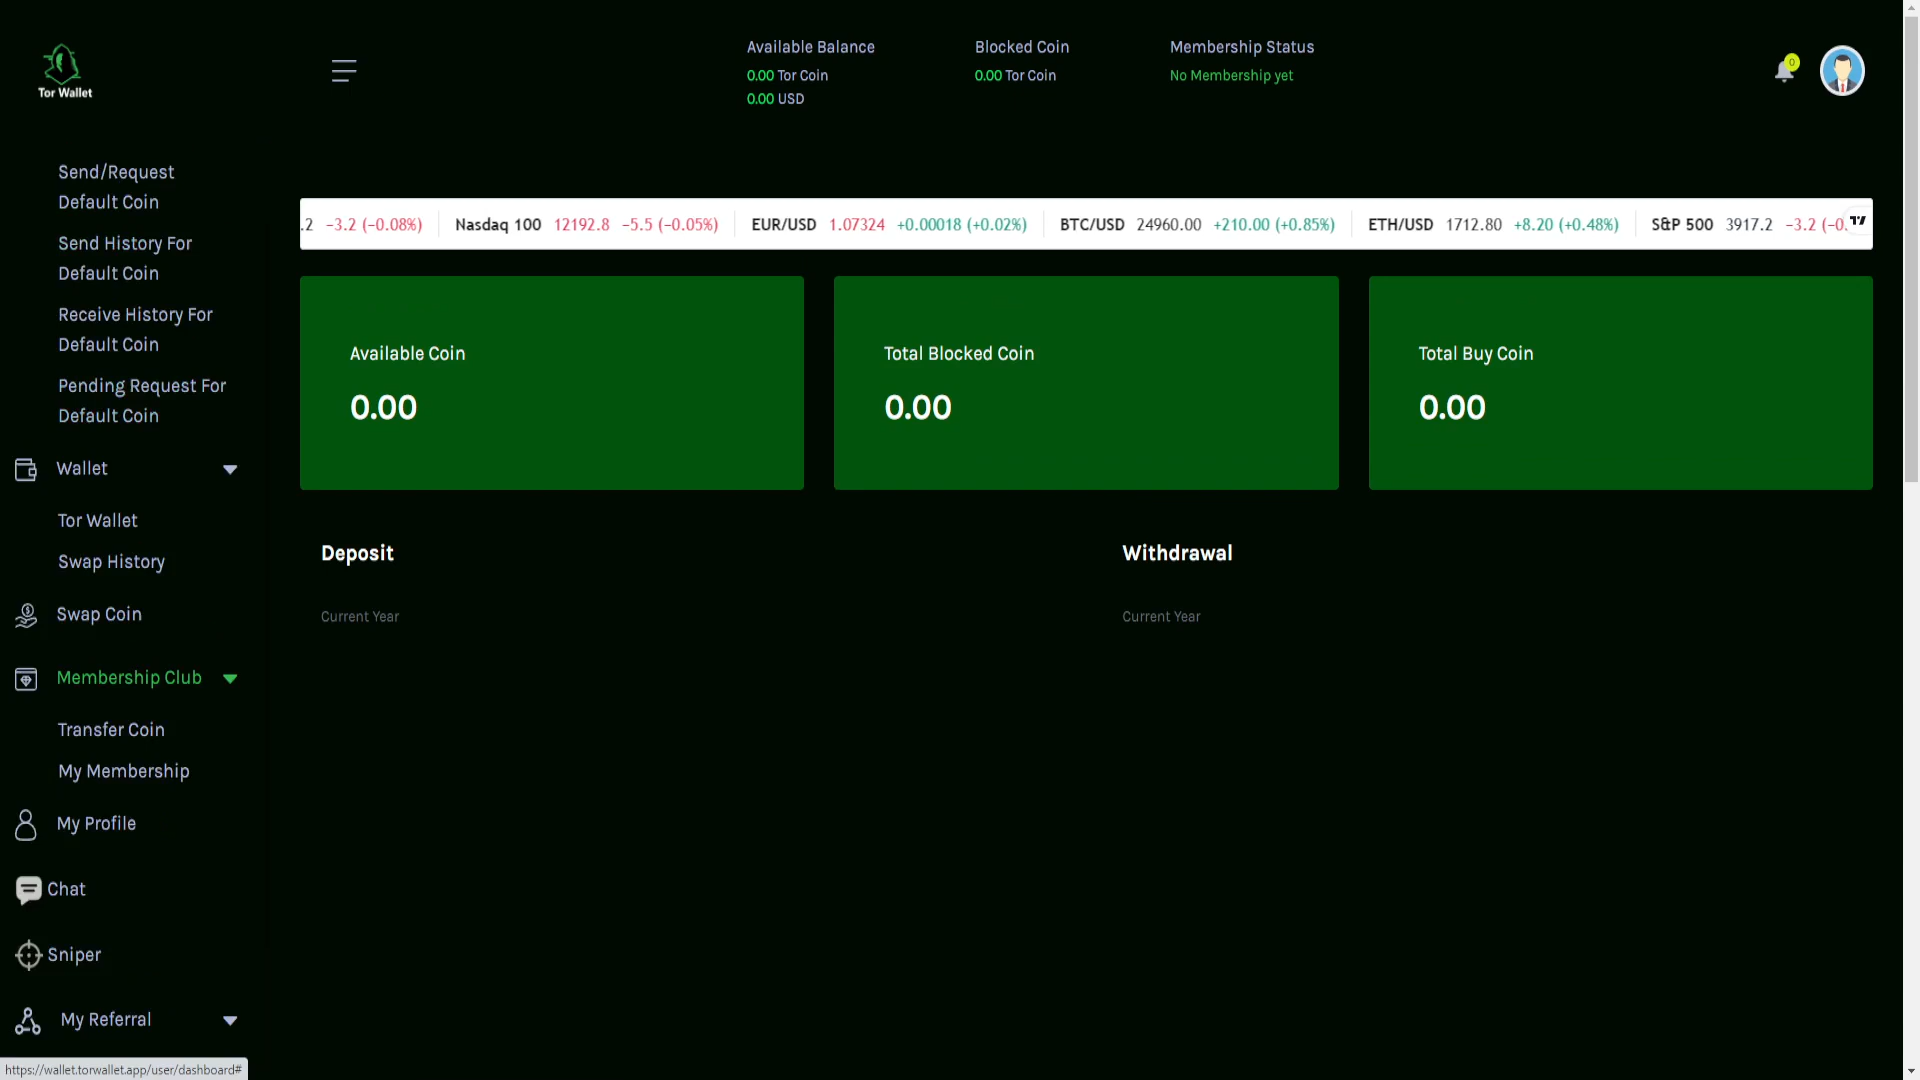 Tor Wallet
Available Balance
0.00 Tor Coin
0.00 USD
Blocked Coin
0.00 Tor Coin
Membership Status
No Membership yet
0
Send/Request
Default Coin
Send History For
Default Coin
Receive History For
Default Coin
Pending Request For
Default Coin
Wallet
Tor Wallet
Swap History
Swap Coin
Membership Club
Transfer Coin
My Membership
My Profile
Chat
Sniper
My Referral
.2 −3.2 (−0.08%) Nasdaq 100 12192.8 −5.5 (−0.05%) EUR/USD 1.07324 +0.00018 (+0.02%) BTC/USD 24960.00 +210.00 (+0.85%) ETH/USD 1712.80 +8.20 (+0.48%) S&P 500 3917.2 −3.2 (−0.
Available Coin
0.00
Total Blocked Coin
0.00
Total Buy Coin
0.00
Deposit
Current Year
Withdrawal
Current Year
https://wallet.torwallet.app/user/dashboard#